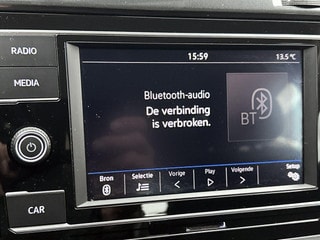 RADIO
MEDIA
CAR
15:59
13.5 °C
Bluetooth-audio
De verbinding
is verbroken.
BT
Bron
Selectie
Vorige
Play
Volgende
Setup